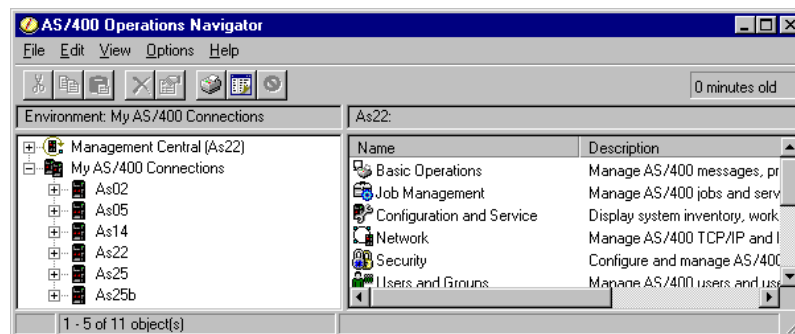 AS/400 Operations Navigator
File Edit View Options Help
0 minutes old
Environment: My AS/400 Connections
As22:
Management Central (As22)
My AS/400 Connections
As02
As05
As14
As22
As25
As25b
Name Description
Basic Operations Manage AS/400 messages, pr
Job Management Manage AS/400 jobs and serv
Configuration and Service Display system inventory, work
Network Manage AS/400 TCP/IP and I
Security Configure and manage AS/400
Users and Groups Manage AS/400 users and use
1 - 5 of 11 object(s)